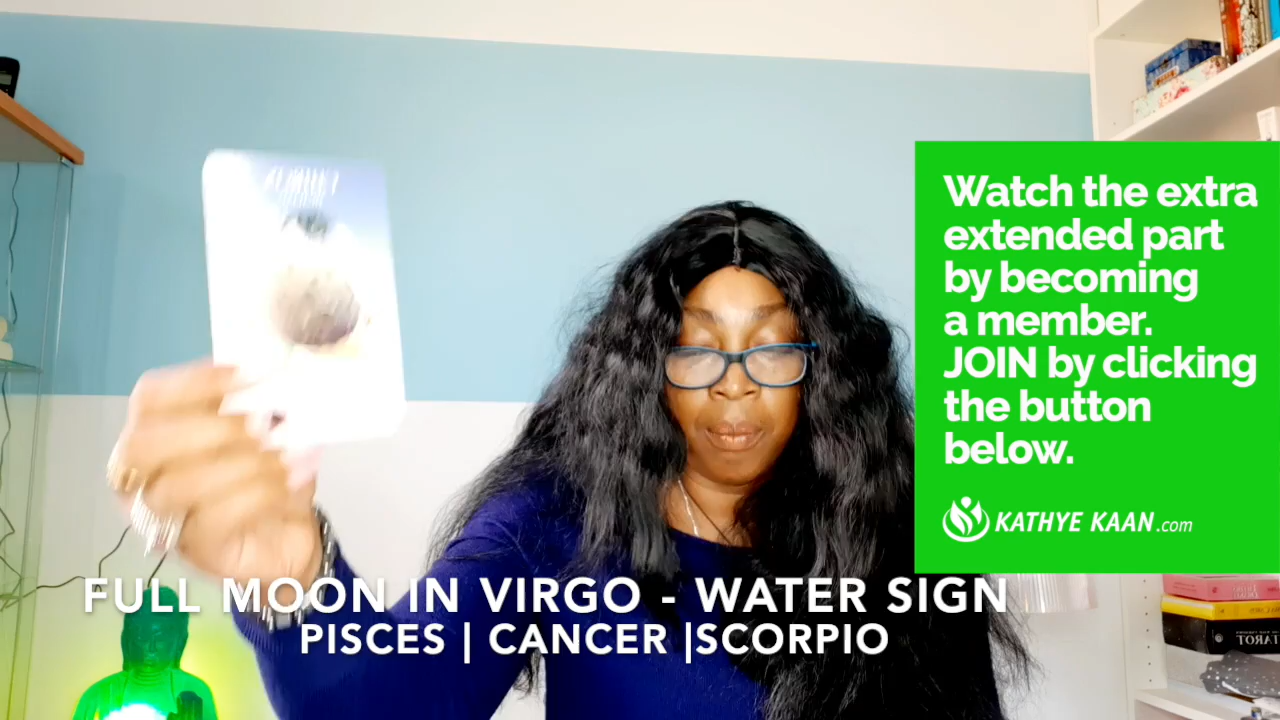 Watch the extra
extended part
by becoming
a member.
JOIN by clicking
the button
below.
KATHYE KAAN.com
FULL MOON IN VIRGO - WATER SIGN
PISCES | CANCER |SCORPIO
TAROT